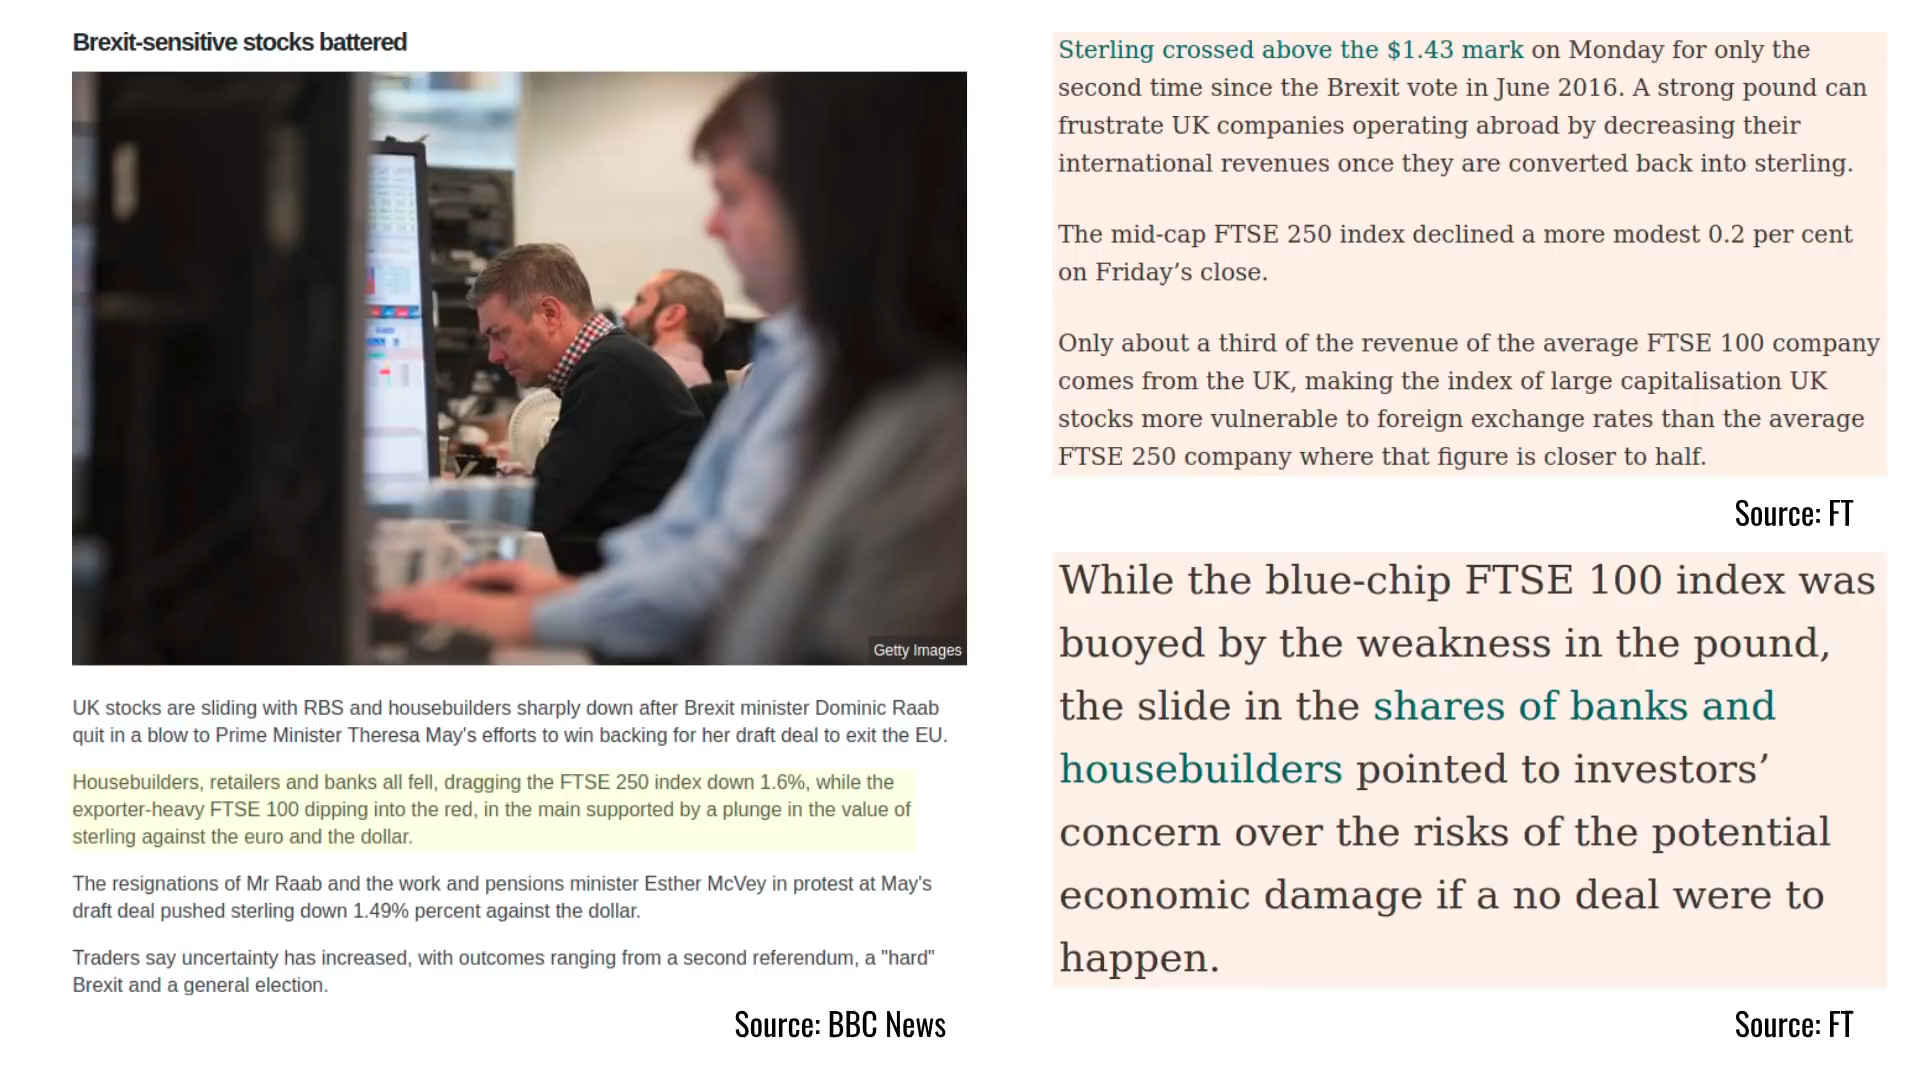 Brexit-sensitive stocks battered
Getty Images
UK stocks are sliding with RBS and housebuilders sharply down after Brexit minister Dominic Raab
quit in a blow to Prime Minister Theresa May's efforts to win backing for her draft deal to exit the EU.
Housebuilders, retailers and banks all fell, dragging the FTSE 250 index down 1.6%, while the
exporter-heavy FTSE 100 dipping into the red, in the main supported by a plunge in the value of
sterling against the euro and the dollar.
The resignations of Mr Raab and the work and pensions minister Esther McVey in protest at May's
draft deal pushed sterling down 1.49% percent against the dollar.
Traders say uncertainty has increased, with outcomes ranging from a second referendum, a "hard"
Brexit and a general election.
Source: BBC News
Sterling crossed above the $1.43 mark on Monday for only the
second time since the Brexit vote in June 2016. A strong pound can
frustrate UK companies operating abroad by decreasing their
international revenues once they are converted back into sterling.
The mid-cap FTSE 250 index declined a more modest 0.2 per cent
on Friday’s close.
Only about a third of the revenue of the average FTSE 100 company
comes from the UK, making the index of large capitalisation UK
stocks more vulnerable to foreign exchange rates than the average
FTSE 250 company where that figure is closer to half.
Source: FT
While the blue-chip FTSE 100 index was
buoyed by the weakness in the pound,
the slide in the shares of banks and
housebuilders pointed to investors’
concern over the risks of the potential
economic damage if a no deal were to
happen.
Source: FT